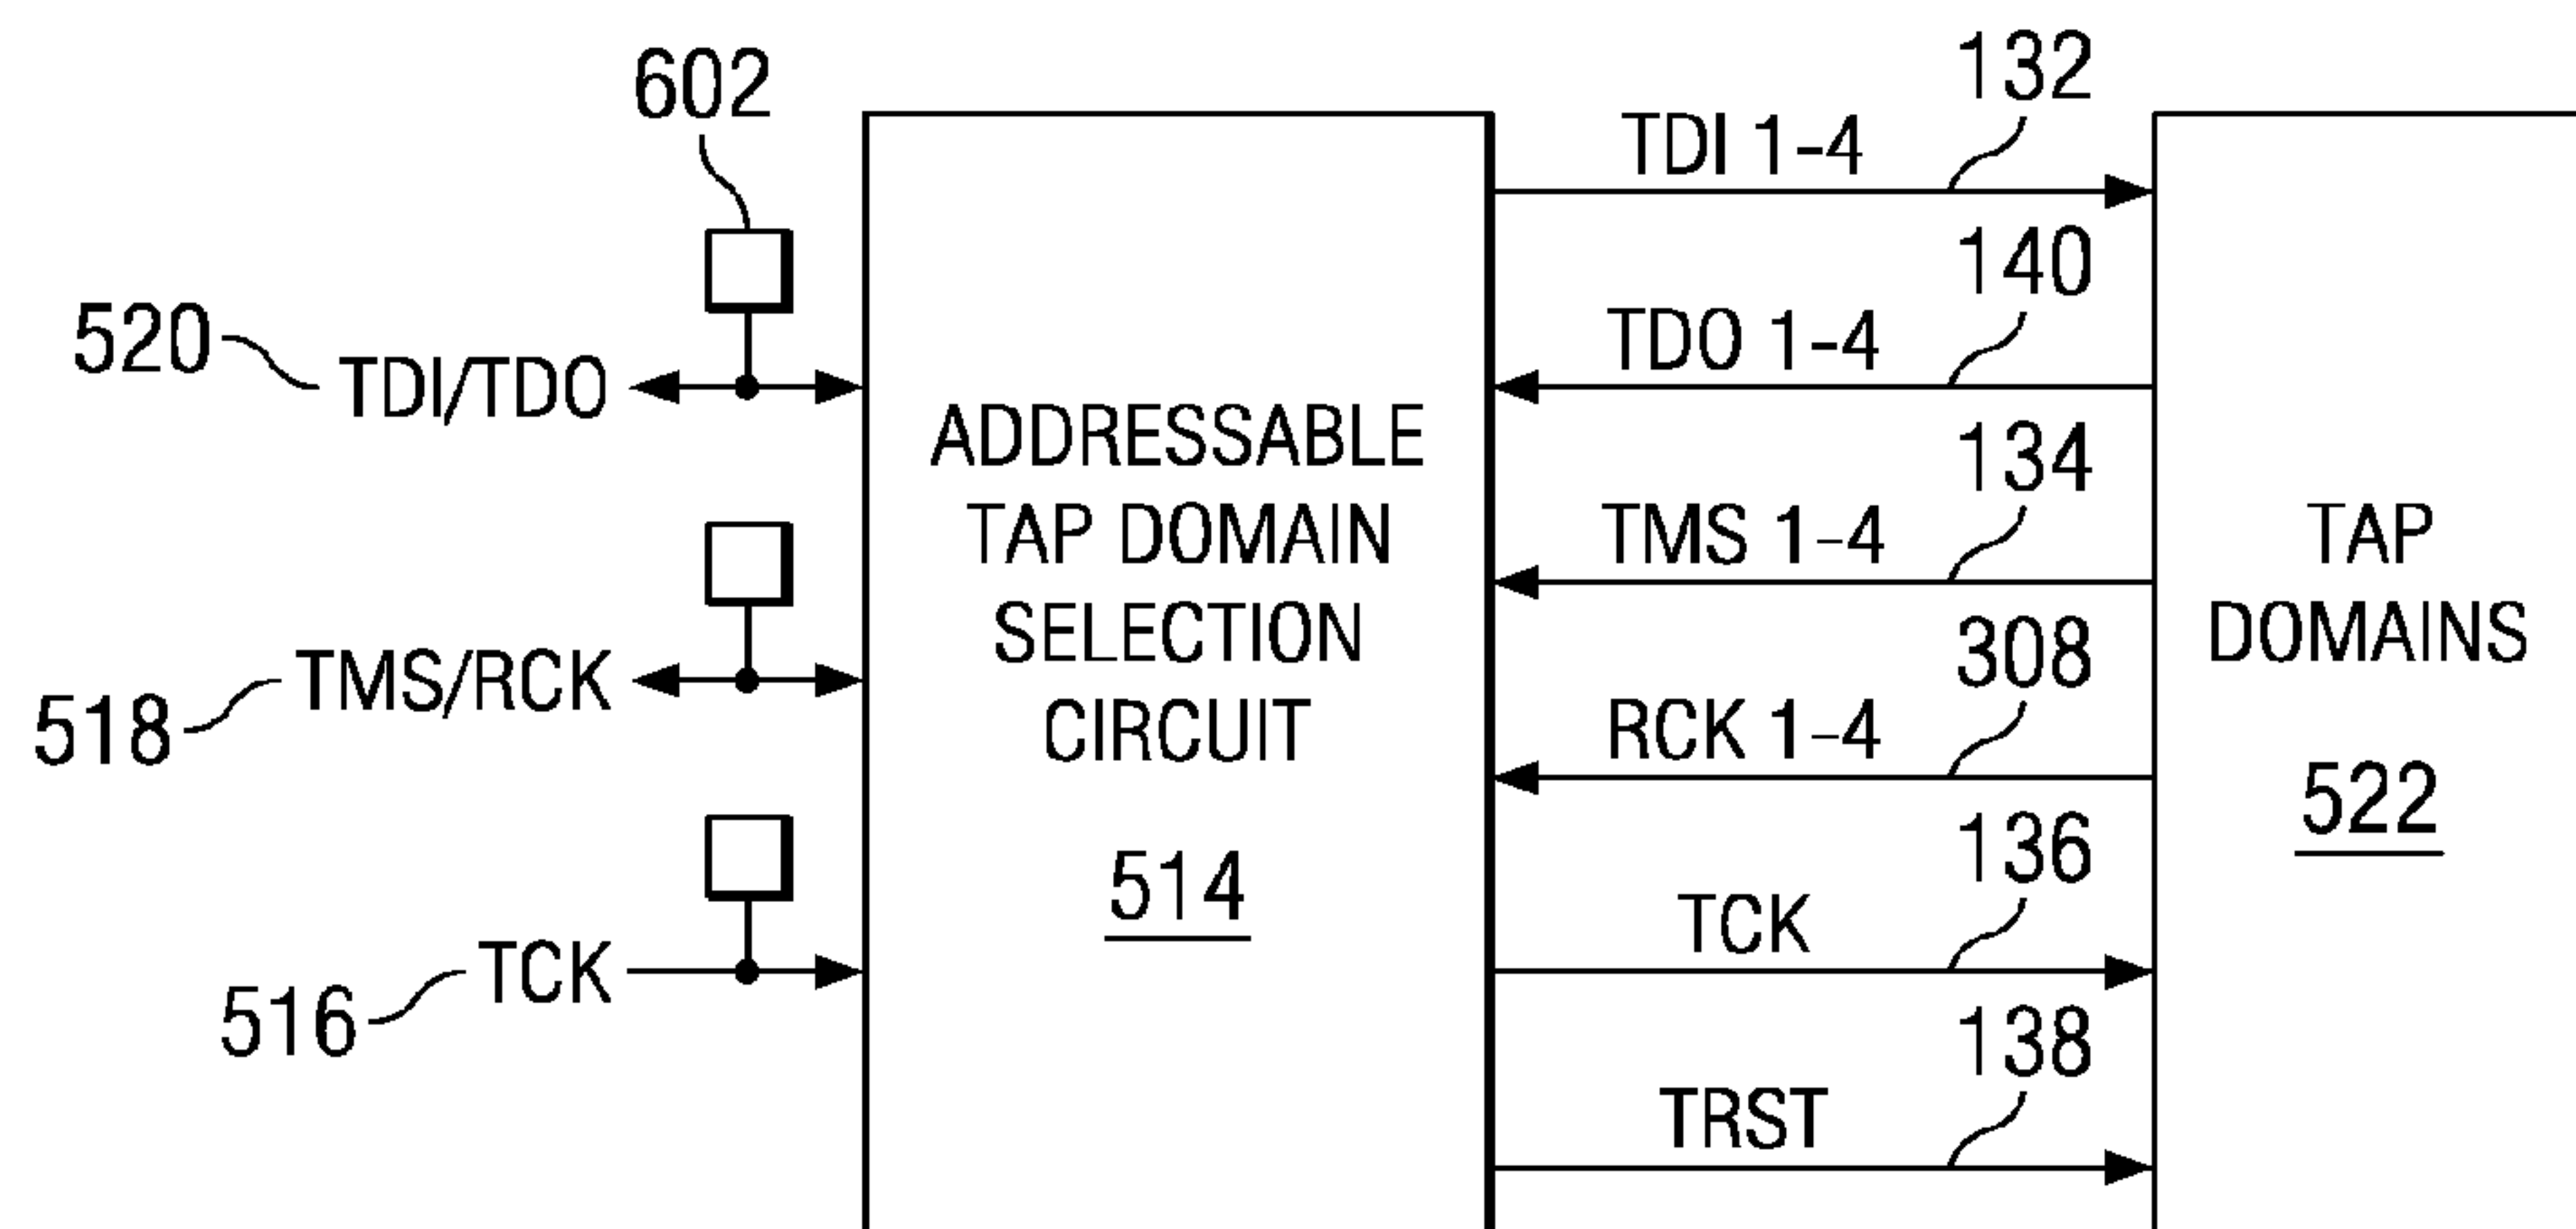 602
132
TDI 1-4
140
520
TDI/TDO
TDO 1-4
134
ADDRESSABLE
TAP DOMAIN
SELECTION
CIRCUIT
514
TMS 1-4
TAP
DOMAINS
522
308
518
TMS/RCK
RCK 1-4
136
516
TCK
TCK
138
TRST